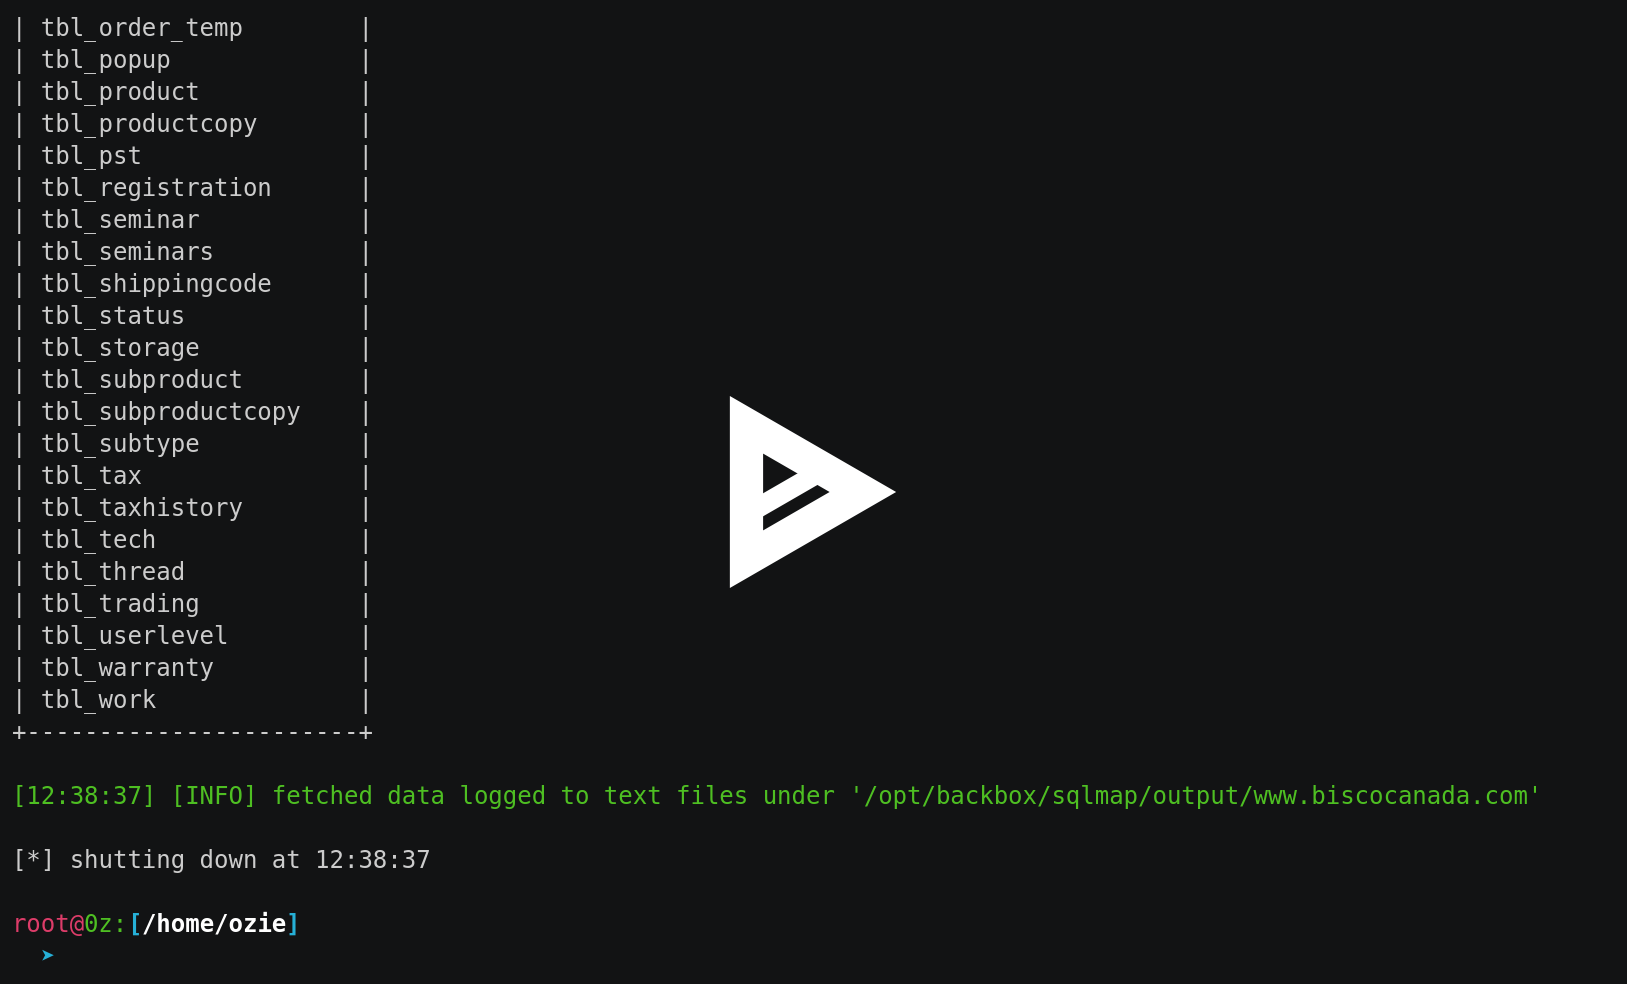 | tbl_order_temp        |
| tbl_popup             |
| tbl_product           |
| tbl_productcopy       |
| tbl_pst               |
| tbl_registration      |
| tbl_seminar           |
| tbl_seminars          |
| tbl_shippingcode      |
| tbl_status            |
| tbl_storage           |
| tbl_subproduct        |
| tbl_subproductcopy    |
| tbl_subtype           |
| tbl_tax               |
| tbl_taxhistory        |
| tbl_tech              |
| tbl_thread            |
| tbl_trading           |
| tbl_userlevel         |
| tbl_warranty          |
| tbl_work              |
+-----------------------+
[12:38:37] [INFO] fetched data logged to text files under '/opt/backbox/sqlmap/output/www.biscocanada.com'
[*] shutting down at 12:38:37
root@0z:[/home/ozie]
➤